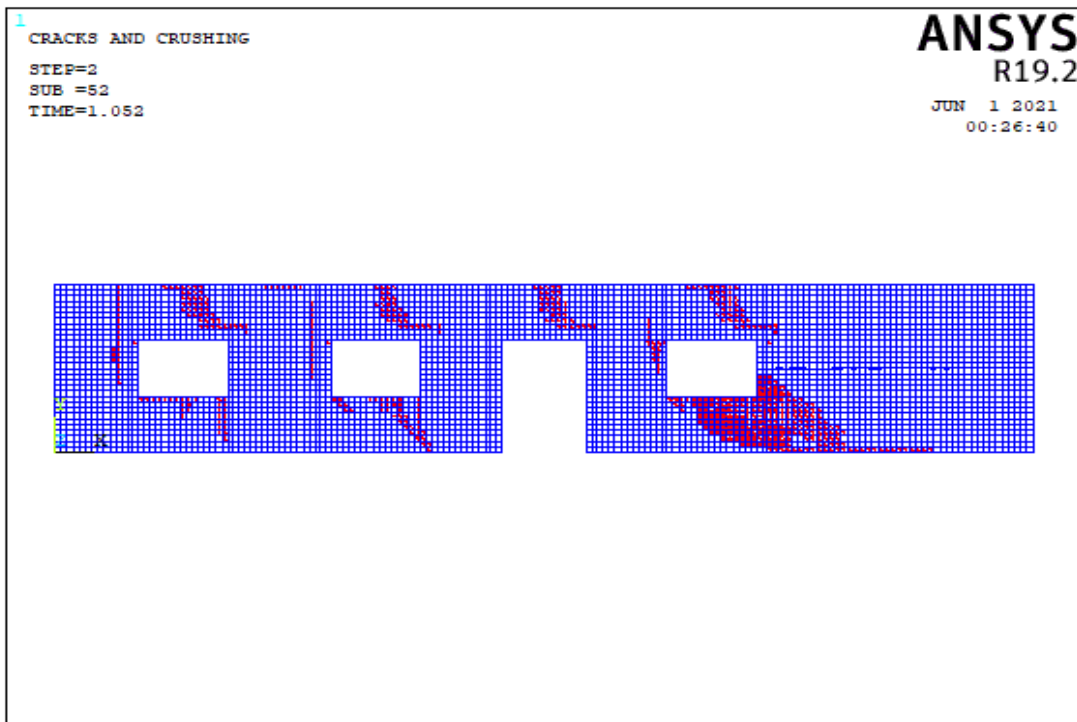 1
CRACKS AND CRUSHING
STEP=2
SUB =52
TIME=1.052
ANSYS
R19.2
JUN 1 2021
00:26:40
Y
X